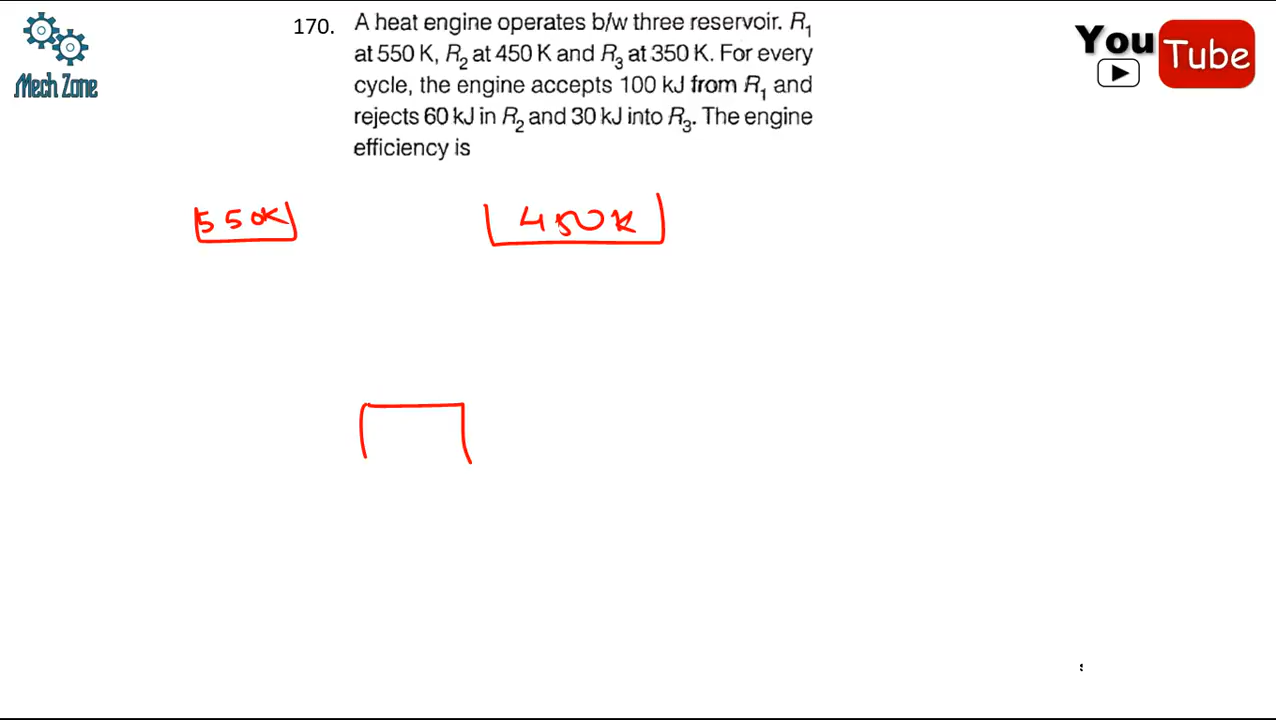 Mech Zone
170. A heat engine operates b/w three reservoir. R1
at 550 K, R2 at 450 K and R3 at 350 K. For every
cycle, the engine accepts 100 kJ from R1 and
rejects 60 kJ in R2 and 30 kJ into R3. The engine
efficiency is
You Tube
550K 450K